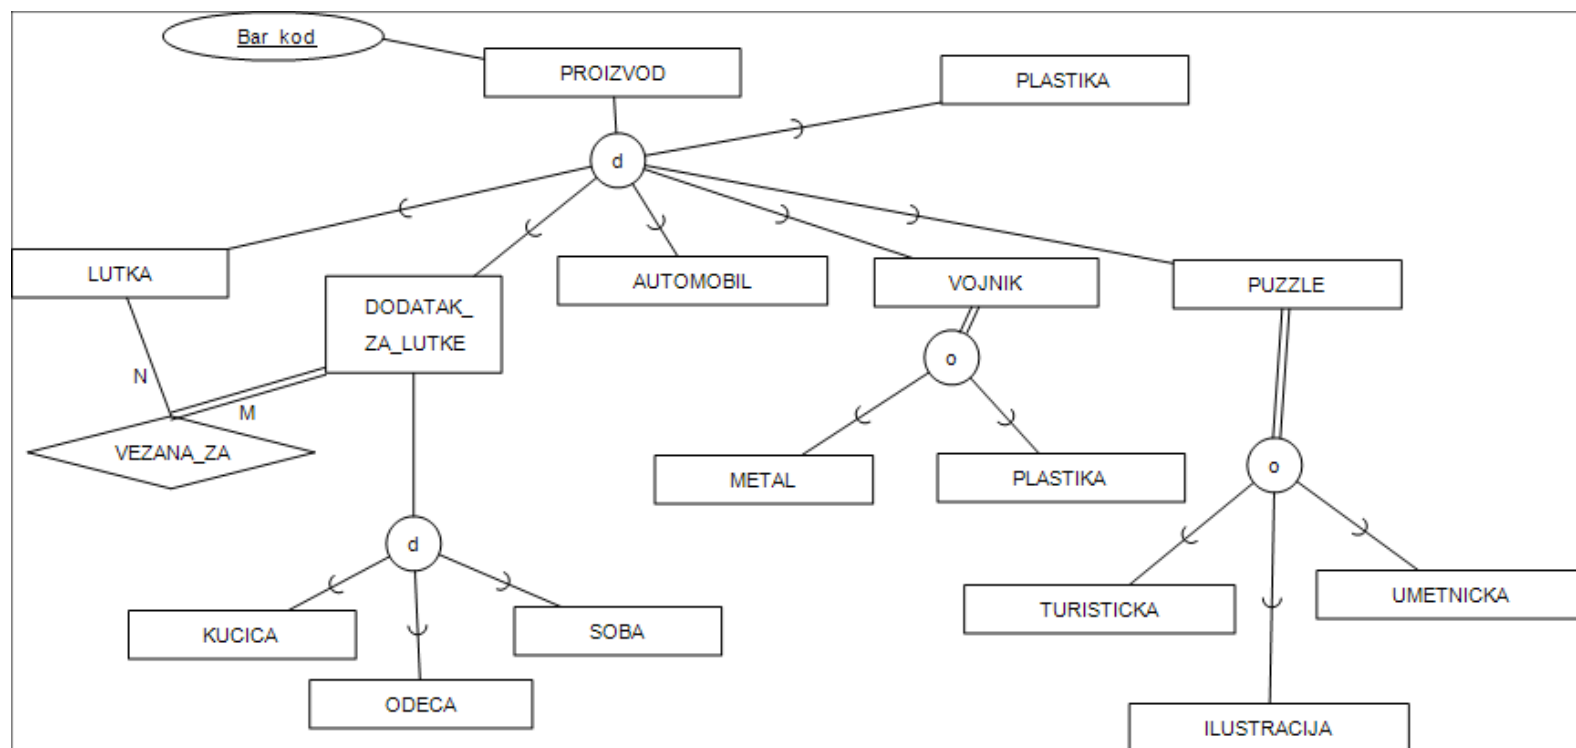 Bar kod
PROIZVOD
PLASTIKA
d
LUTKA
DODATAK_
ZA_LUTKE
AUTOMOBIL
VOJNIK
PUZZLE
N
M
VEZANA_ZA
o
METAL
PLASTIKA
o
d
KUCICA
ODECA
SOBA
TURISTICKA
UMETNICKA
ILUSTRACIJA